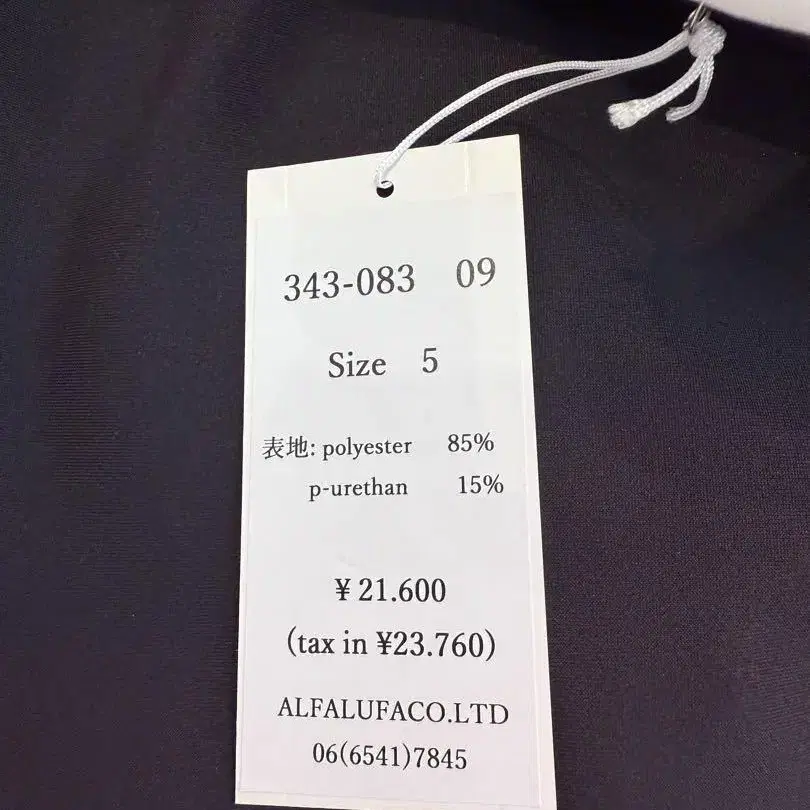 343-083 09
Size 5
表地: polyester 85%
p-urethan 15%
¥ 21.600
(tax in ¥23.760)
ALFALUFACO.LTD
06(6541)7845